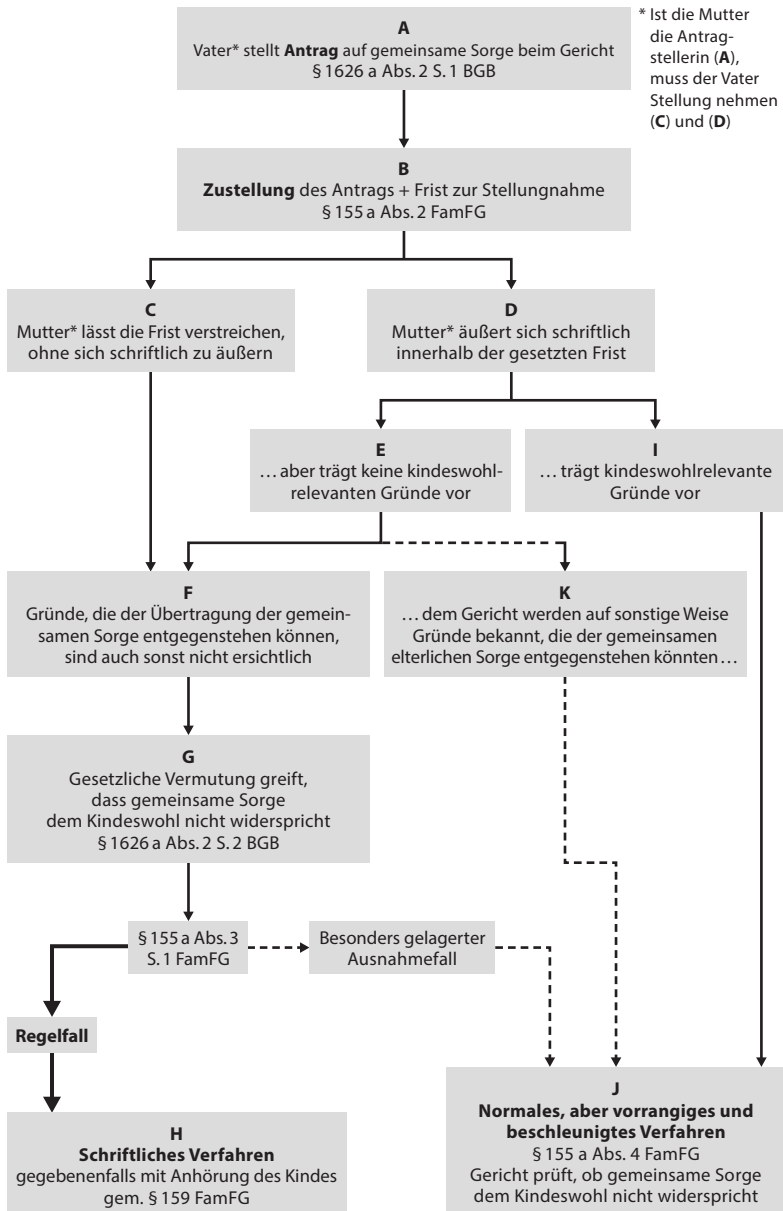 A
Vater* stellt Antrag auf gemeinsame Sorge beim Gericht
§ 1626 a Abs. 2 S. 1 BGB
* Ist die Mutter
die Antrag-
stellerin (A),
muss der Vater
Stellung nehmen
(C) und (D)
B
Zustellung des Antrags + Frist zur Stellungnahme
§ 155 a Abs. 2 FamFG
C
Mutter* lässt die Frist verstreichen,
ohne sich schriftlich zu äußern
D
Mutter* äußert sich schriftlich
innerhalb der gesetzten Frist
E
… aber trägt keine kindeswohl-
relevanten Gründe vor
I
… trägt kindeswohlrelevante
Gründe vor
F
Gründe, die der Übertragung der gemein-
samen Sorge entgegenstehen können,
sind auch sonst nicht ersichtlich
K
… dem Gericht werden auf sonstige Weise
Gründe bekannt, die der gemeinsamen
elterlichen Sorge entgegenstehen könnten …
G
Gesetzliche Vermutung greift,
dass gemeinsame Sorge
dem Kindeswohl nicht widerspricht
§ 1626 a Abs. 2 S. 2 BGB
§ 155 a Abs. 3
S. 1 FamFG
Besonders gelagerter
Ausnahmefall
Regelfall
H
Schriftliches Verfahren
gegebenenfalls mit Anhörung des Kindes
gem. § 159 FamFG
J
Normales, aber vorrangiges und
beschleunigtes Verfahren
§ 155 a Abs. 4 FamFG
Gericht prüft, ob gemeinsame Sorge
dem Kindeswohl nicht widerspricht